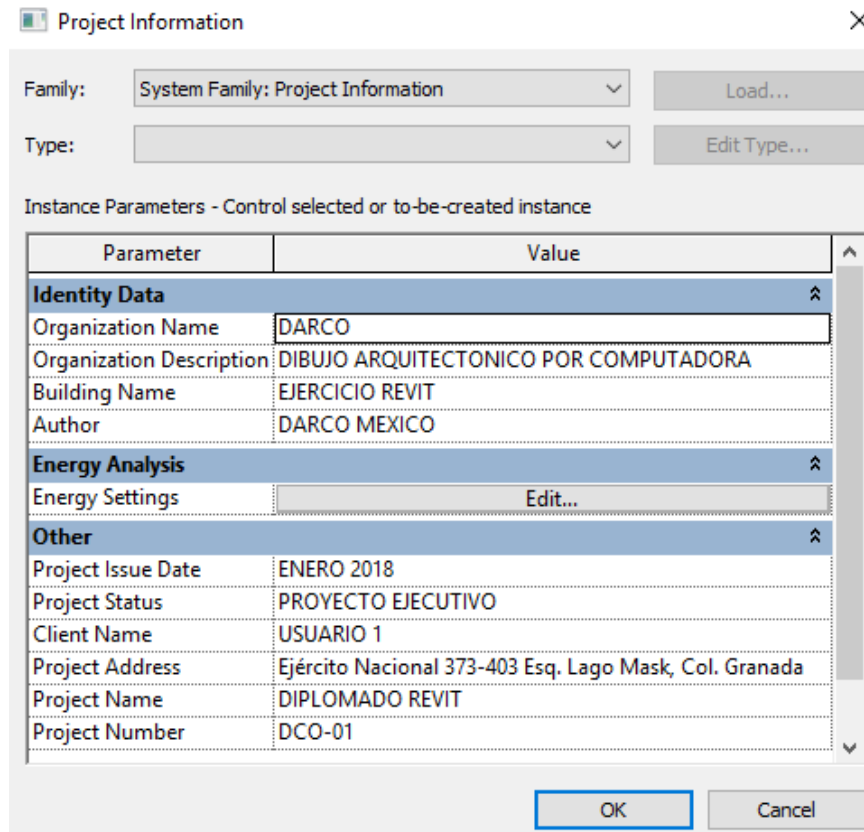 Project Information
Family: System Family: Project Information Load...
Type: Edit Type...
Instance Parameters - Control selected or to-be-created instance
Parameter Value
Identity Data
Organization Name DARCO
Organization Description DIBUJO ARQUITECTONICO POR COMPUTADORA
Building Name EJERCICIO REVIT
Author DARCO MEXICO
Energy Analysis
Energy Settings Edit...
Other
Project Issue Date ENERO 2018
Project Status PROYECTO EJECUTIVO
Client Name USUARIO 1
Project Address Ejército Nacional 373-403 Esq. Lago Mask, Col. Granada
Project Name DIPLOMADO REVIT
Project Number DCO-01
OK Cancel